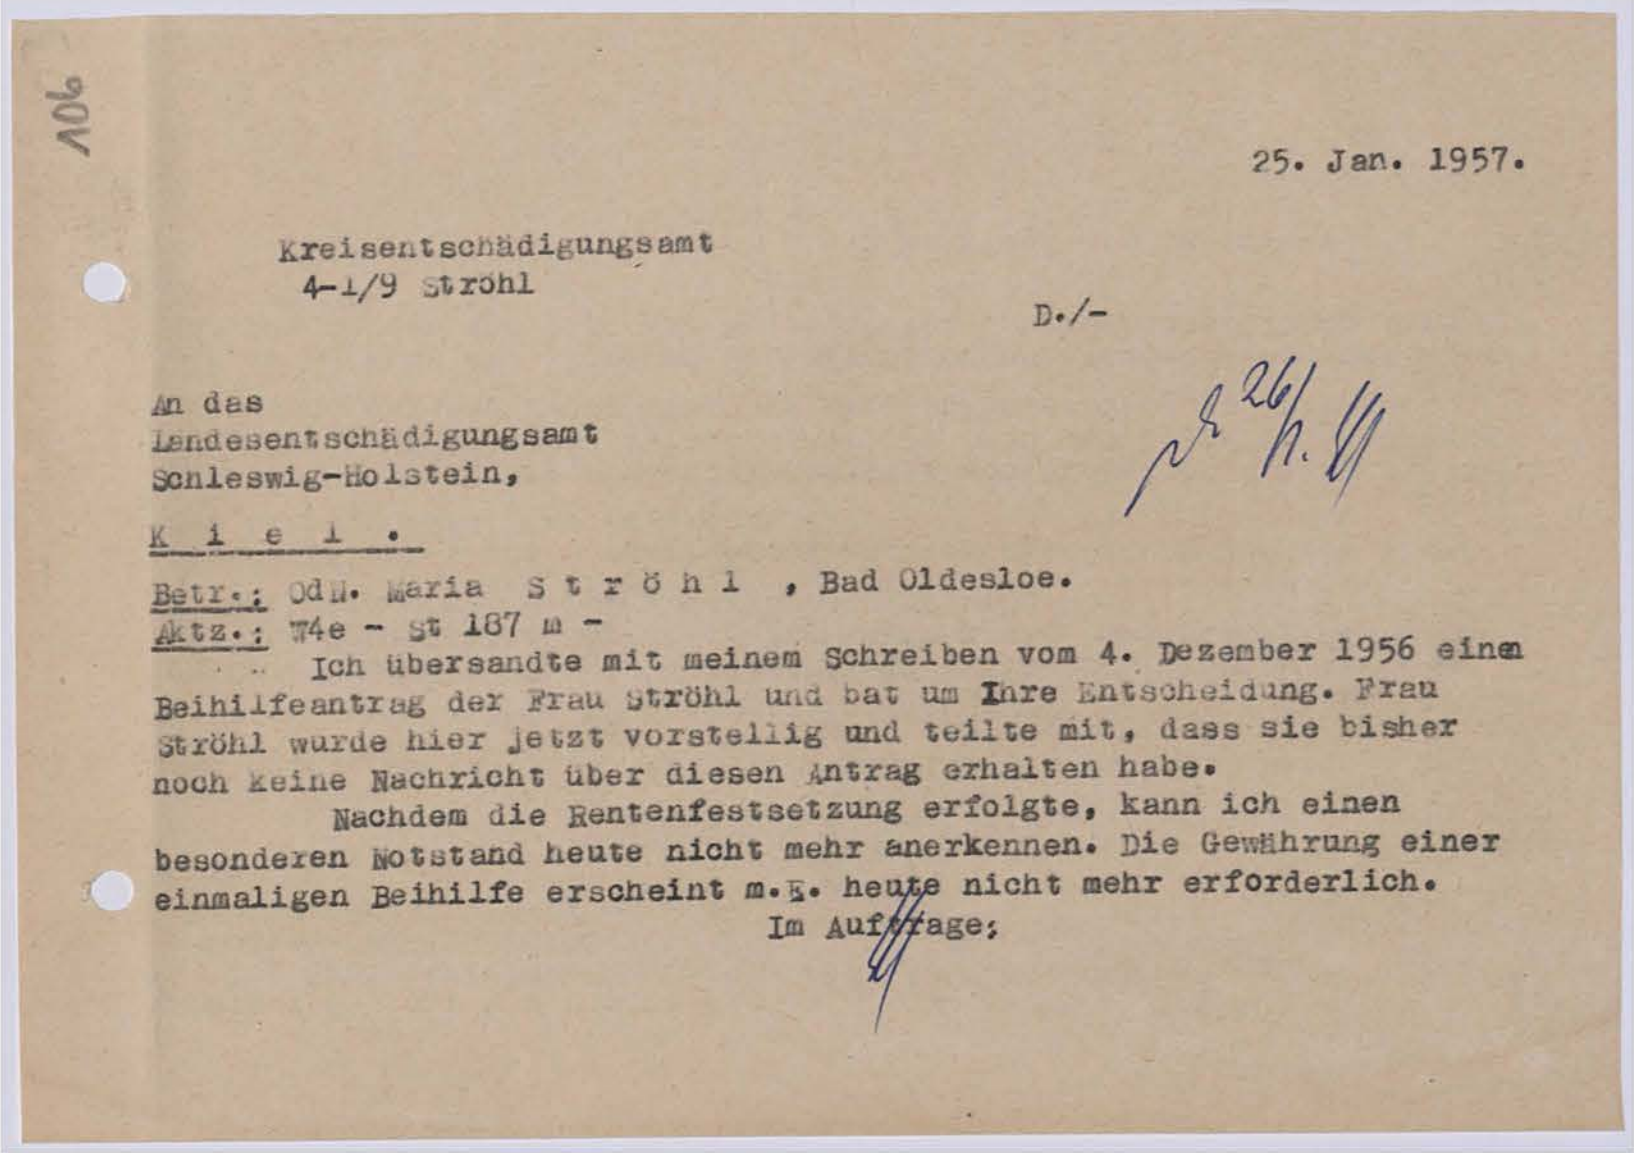 106
25. Jan. 1957.
Kreisentschädigungsamt
4-1/9 Ströhl
D./-
26/1.
An das
Landesentschädigungsamt
Schleswig-Holstein,
K i e l .
Betr.: OdN. Maria S t r ö h l , Bad Oldesloe.
Aktz.: W4e - St 187 m -
Ich übersandte mit meinem Schreiben vom 4. Dezember 1956 einen
Beihilfeantrag der Frau Ströhl und bat um Ihre Entscheidung. Frau
Ströhl wurde hier jetzt vorstellig und teilte mit, dass sie bisher
noch keine Nachricht über diesen Antrag erhalten habe.
Nachdem die Rentenfestsetzung erfolgte, kann ich einen
besonderen Notstand heute nicht mehr anerkennen. Die Gewährung einer
einmaligen Beihilfe erscheint m.E. heute nicht mehr erforderlich.
Im Auftrage: